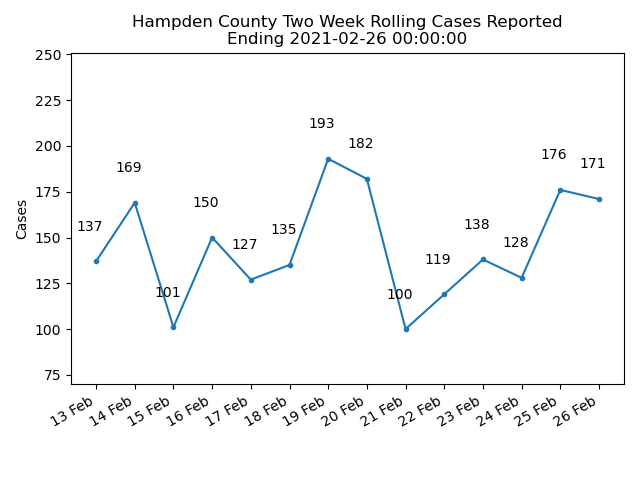 Hampden County Two Week Rolling Cases Reported
Ending 2021-02-26 00:00:00
250
225
200
175
150
125
100
75
Cases
137
169
101
150
127
135
193
182
100
119
138
128
176
171
13 Feb
14 Feb
15 Feb
16 Feb
17 Feb
18 Feb
19 Feb
20 Feb
21 Feb
22 Feb
23 Feb
24 Feb
25 Feb
26 Feb